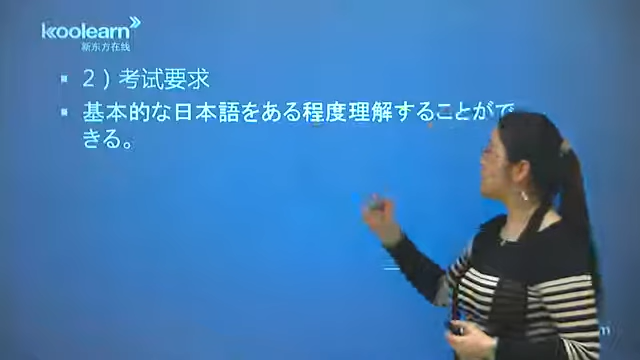 koolearn
新东方在线
2）考试要求
基本的な日本語をある程度理解することがで
きる。